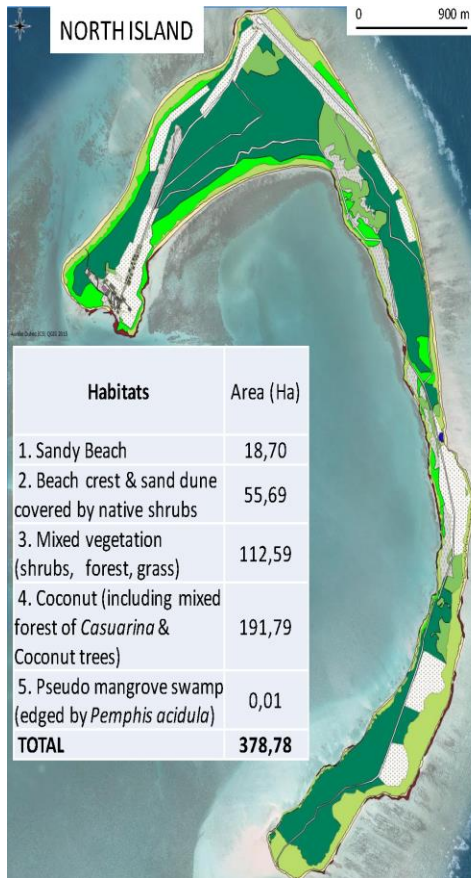 NORTH ISLAND
0 900 m
Habitats Area (Ha)
1. Sandy Beach 18,70
2. Beach crest & sand dune
covered by native shrubs 55,69
3. Mixed vegetation
(shrubs, forest, grass) 112,59
4. Coconut (including mixed
forest of Casuarina &
Coconut trees) 191,79
5. Pseudo mangrove swamp
(edged by Pemphis acidula) 0,01
TOTAL 378,78